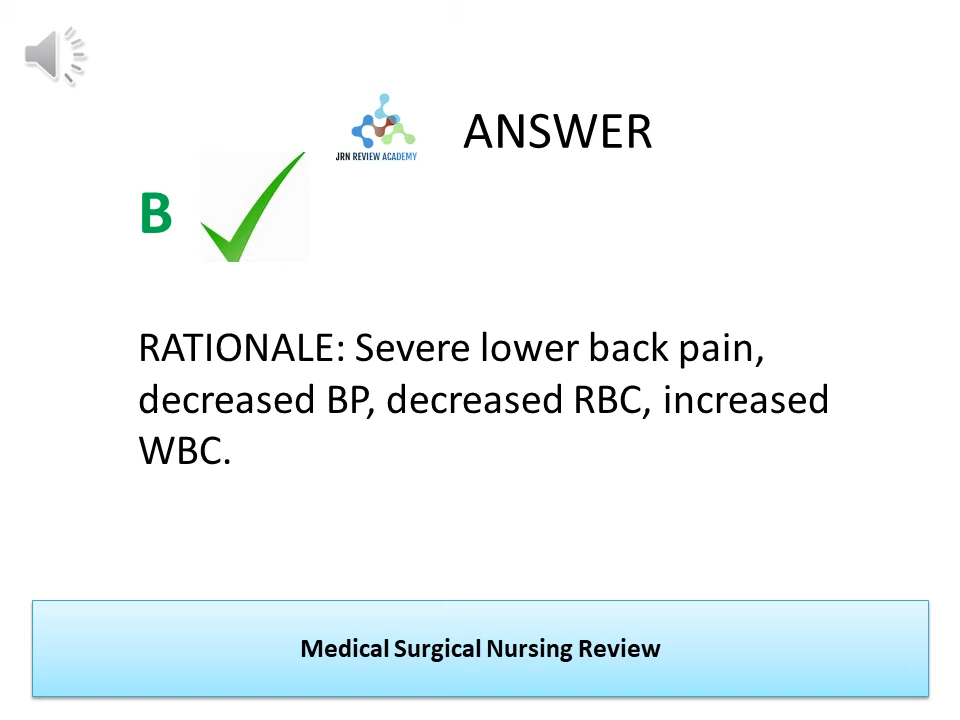 JRN REVIEW ACADEMY
ANSWER
B
RATIONALE: Severe lower back pain,
decreased BP, decreased RBC, increased
WBC.
Medical Surgical Nursing Review